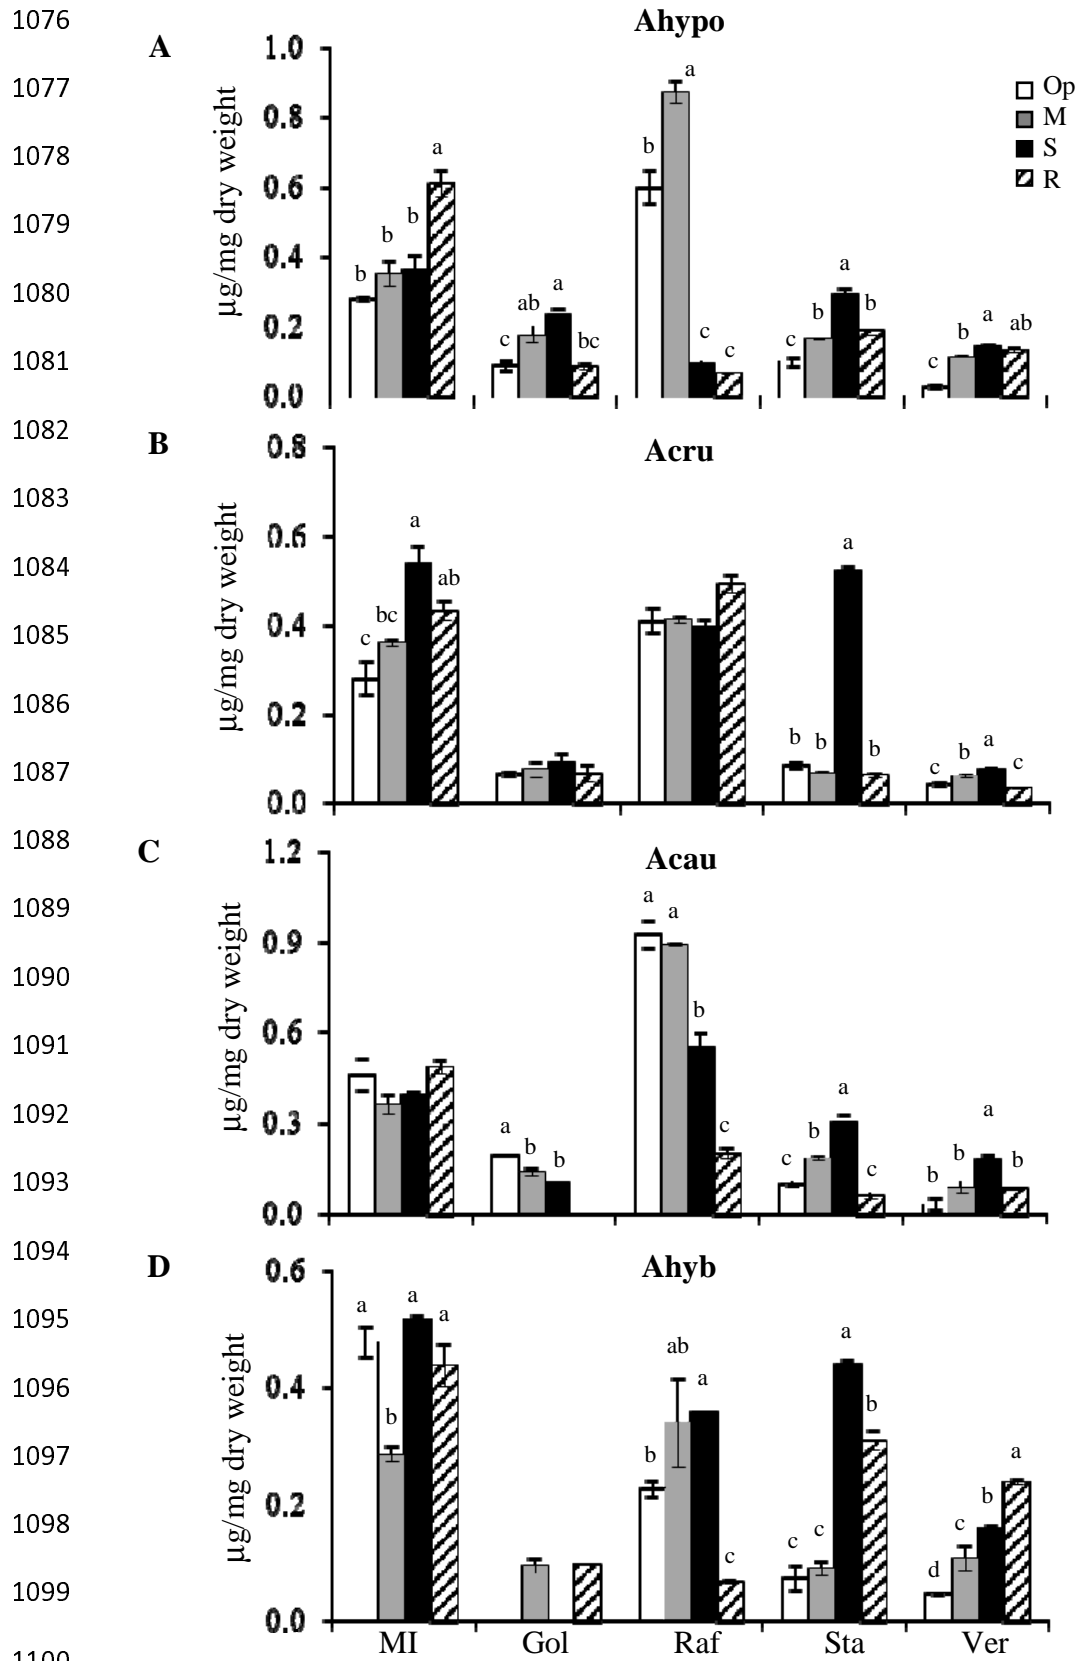 1076
Ahypo
A
1.0
a
1077
Op
0.8
M
1078
b
a
S
R
0.6
1079
b
b
µg/mg dry weight
0.4
b
a
a
1080
ab
b
b
0.2
c
bc
c
c
c
b
a
ab
1081
c
0.0
1082
B
0.8
Acru
1083
a
a
0.6
1084
ab
bc
µg/mg dry weight
0.4
1085
c
1086
0.2
b
b
b
a
1087
c
b
c
0.0
1088
C
1.2
Acau
1089
a
a
0.9
1090
µg/mg dry weight
b
0.6
1091
1092
a
a
0.3
a
b
b
c
b
c
c
b
b
b
1093
0.0
1094
D
0.6
Ahyb
1095
a
a
a
a
ab
1096
0.4
a
b
b
µg/mg dry weight
1097
b
a
0.2
b
1098
c
c
c
c
d
1099
0.0
MI Gol Raf Sta Ver
1100